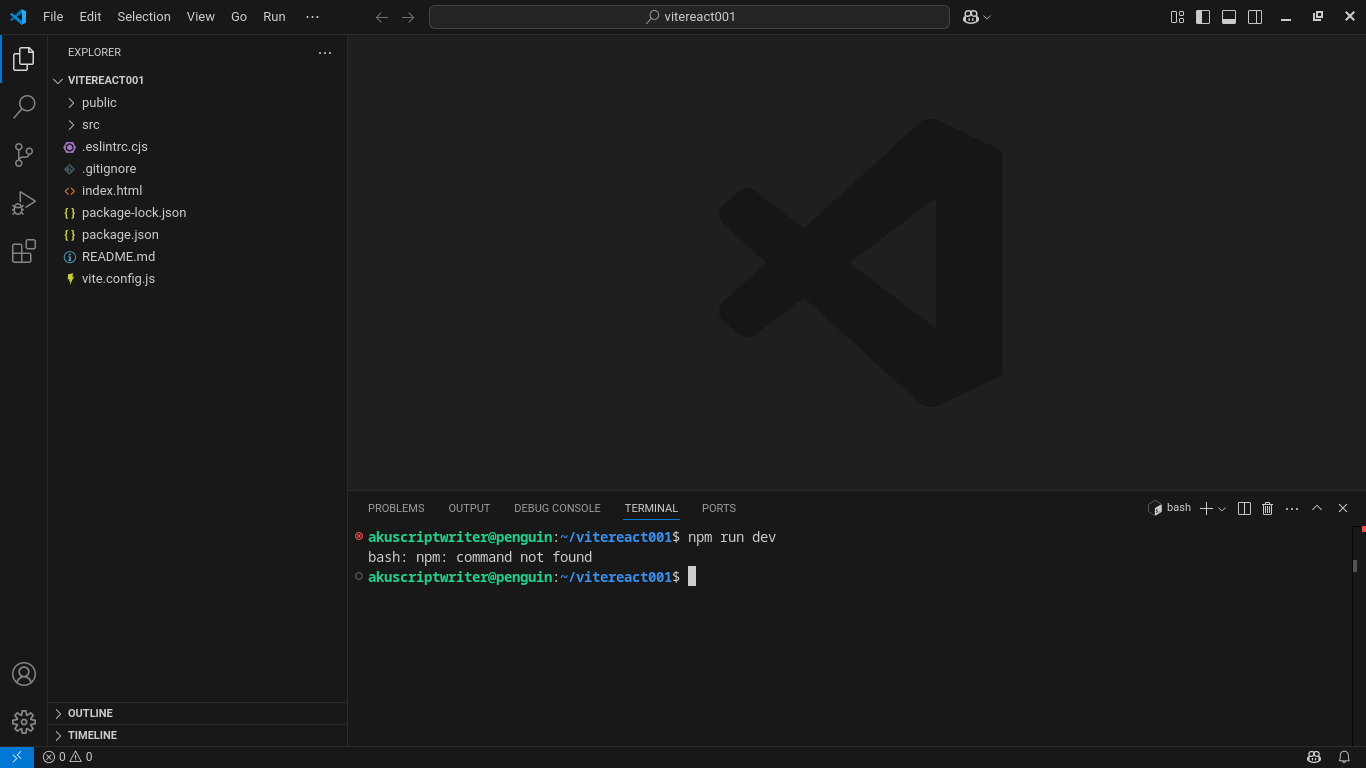 File Edit Selection View Go Run ···
vitereact001
EXPLORER
VITEREACT001
public
src
.eslintrc.cjs
.gitignore
index.html
package-lock.json
package.json
README.md
vite.config.js
OUTLINE
TIMELINE
PROBLEMS OUTPUT DEBUG CONSOLE TERMINAL PORTS
bash
akuscriptwriter@penguin:~/vitereact001$ npm run dev
bash: npm: command not found
akuscriptwriter@penguin:~/vitereact001$
0 0